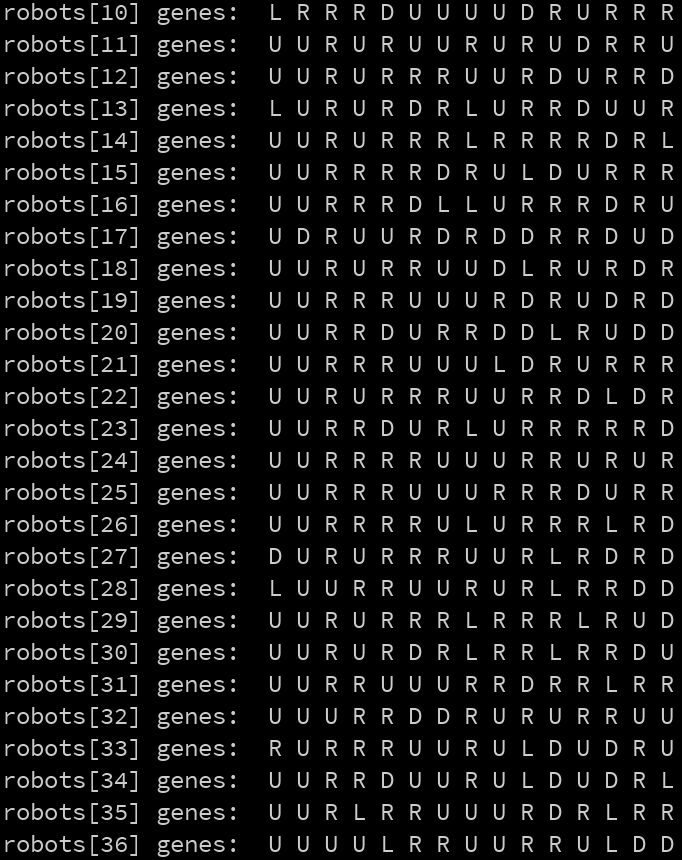 robots[10] genes: L R R R D U U U U D R U R R R
robots[11] genes: U U R U R U U R U R U D R R U
robots[12] genes: U U R U R R R U U R D U R R D
robots[13] genes: L U R U R D R L U R R D U U R
robots[14] genes: U U R U R R R L R R R R D R L
robots[15] genes: U U R R R R D R U L D U R R R
robots[16] genes: U U R R R D L L U R R R D R U
robots[17] genes: U D R U U R D R D D R R D U D
robots[18] genes: U U R U R R U U D L R U R D R
robots[19] genes: U U R R R U U U R D R U D R D
robots[20] genes: U U R R D U R R D D L R U D D
robots[21] genes: U U R R R U U U L D R U R R R
robots[22] genes: U U R U R R R U U R R D L D R
robots[23] genes: U U R R D U R L U R R R R R D
robots[24] genes: U U R R R R U U U R R U R U R
robots[25] genes: U U R R R U U U R R R D U R R
robots[26] genes: U U R R R R U L U R R R L R D
robots[27] genes: D U R U R R R U U R L R D R D
robots[28] genes: L U U R R U U R U R L R R D D
robots[29] genes: U U R U R R R L R R R L R U D
robots[30] genes: U U R U R D R L R R L R R D U
robots[31] genes: U U R R U U U R R D R R L R R
robots[32] genes: U U U R R D D R U R U R R U U
robots[33] genes: R U R R R U U R U L D U D R U
robots[34] genes: U U R R D U U R U L D U D R L
robots[35] genes: U U R L R R U U U R D R L R R
robots[36] genes: U U U U L R R U U R R U L D D